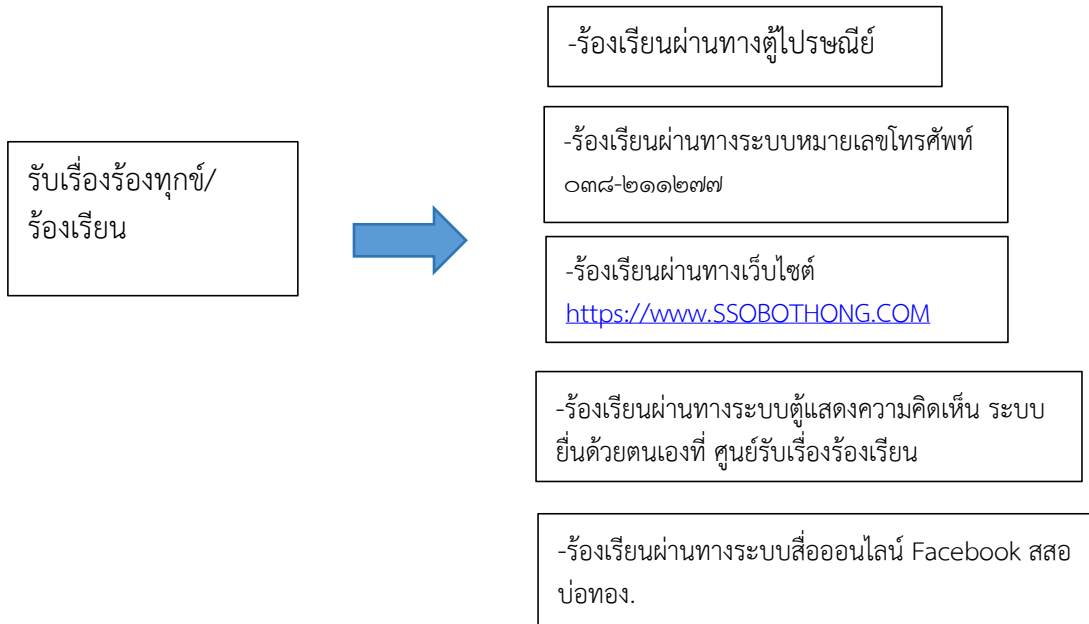 รับเรื่องร้องทุกข์/
ร้องเรียน
-ร้องเรียนผ่านทางตู้ไปรษณีย์
-ร้องเรียนผ่านทางระบบหมายเลขโทรศัพท์
๐๓๘-๒๑๑๒๗๗
-ร้องเรียนผ่านทางเว็บไซต์
https://www.SSOBOTHONG.COM
-ร้องเรียนผ่านทางระบบตู้แสดงความคิดเห็น ระบบ
ยื่นด้วยตนเองที่ ศูนย์รับเรื่องร้องเรียน
-ร้องเรียนผ่านทางระบบสื่อออนไลน์ Facebook สสอ
บ่อทอง.